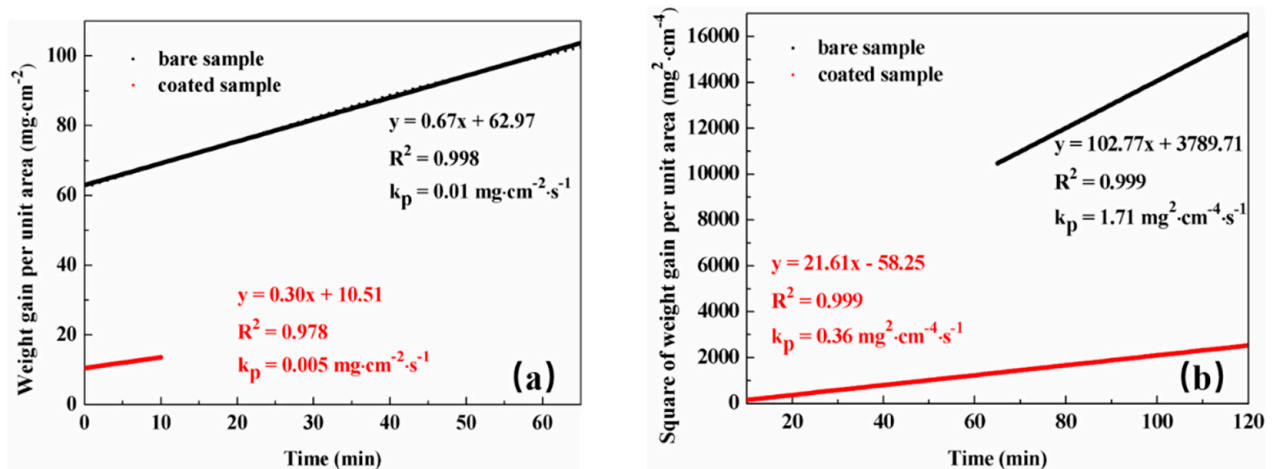 Weight gain per unit area (mg·cm⁻²)
100
80
60
40
20
0
bare sample
coated sample
y = 0.67x + 62.97
R² = 0.998
kp = 0.01 mg·cm⁻²·s⁻¹
y = 0.30x + 10.51
R² = 0.978
kp = 0.005 mg·cm⁻²·s⁻¹
(a)
0 10 20 30 40 50 60
Time (min)
Square of weight gain per unit area (mg²·cm⁻⁴)
16000
14000
12000
10000
8000
6000
4000
2000
0
bare sample
coated sample
y = 102.77x + 3789.71
R² = 0.999
kp = 1.71 mg²·cm⁻⁴·s⁻¹
y = 21.61x - 58.25
R² = 0.999
kp = 0.36 mg²·cm⁻⁴·s⁻¹
(b)
20 40 60 80 100 120
Time (min)